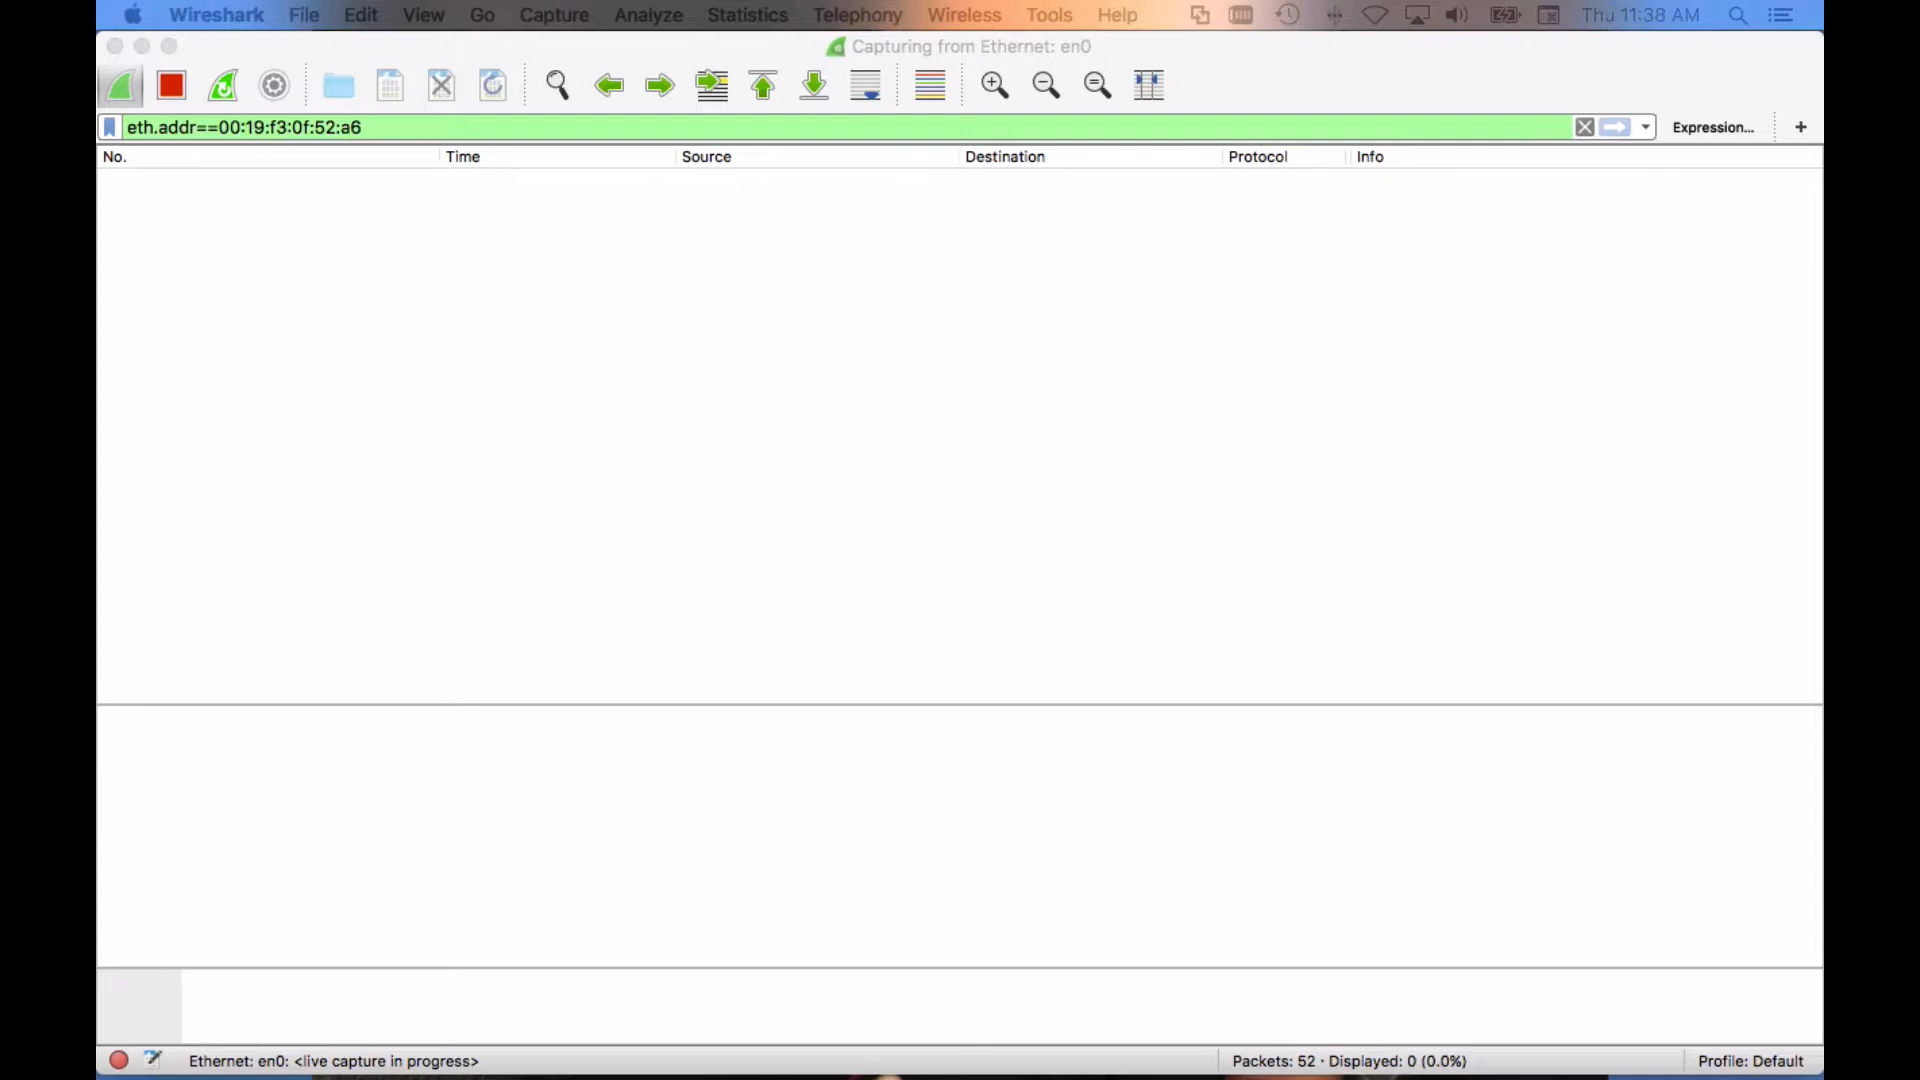 Wireshark File Edit View Go Capture Analyze Statistics Telephony Wireless Tools Help Thu 11:38 AM
Capturing from Ethernet: en0
eth.addr==00:19:f3:0f:52:a6 Expression... +
No. Time Source Destination Protocol Info
Ethernet: en0: <live capture in progress> Packets: 52 · Displayed: 0 (0.0%) Profile: Default